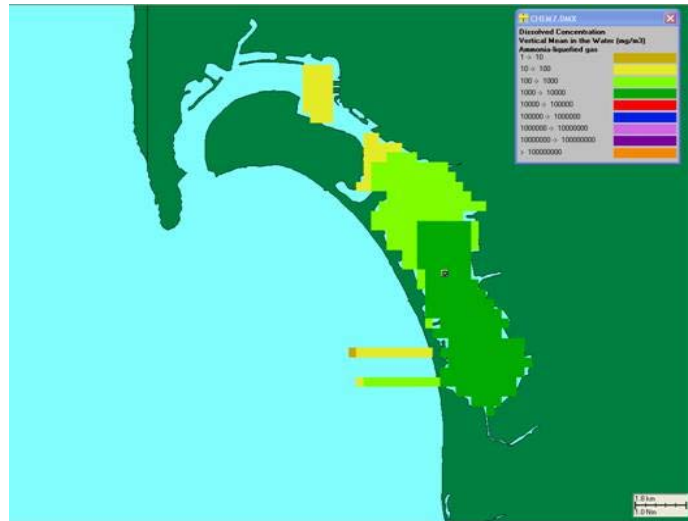 CHEM7.DMX
Dissolved Concentration
Vertical Mean in the Water (mg/m3)
Ammonia-liquefied gas
1 -> 10
10 -> 100
100 -> 1000
1000 -> 10000
10000 -> 100000
100000 -> 1000000
1000000 -> 10000000
10000000 -> 100000000
> 100000000
1.8 km
1.0 Nm